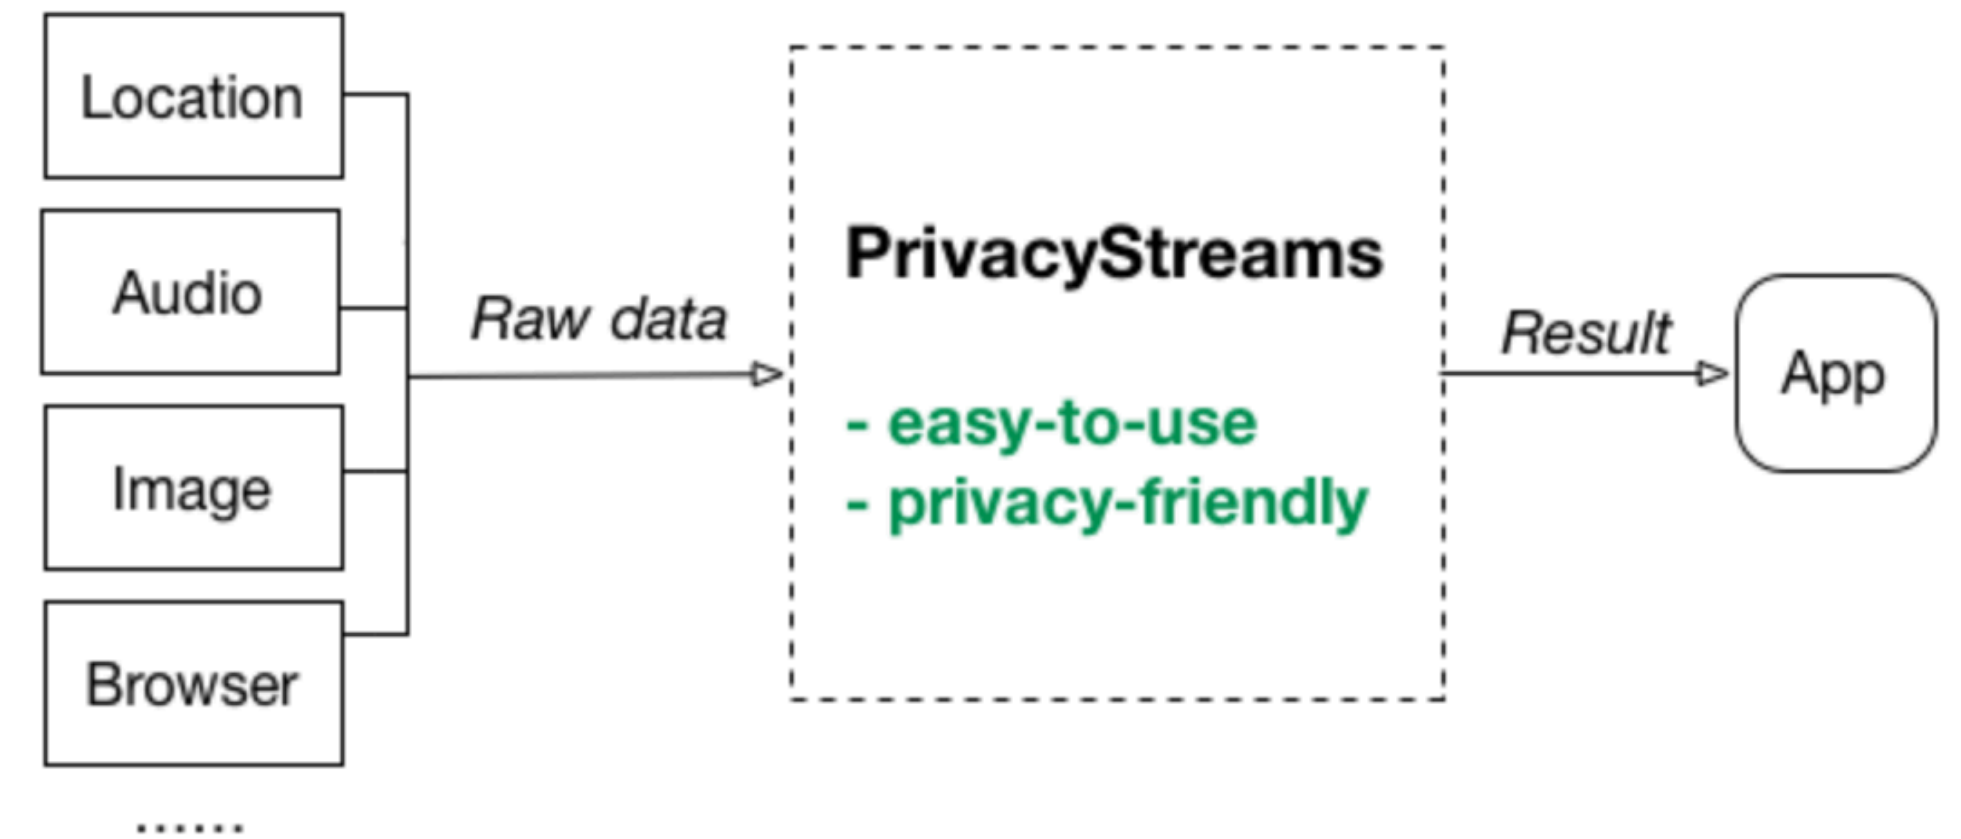 Location
Audio
Image
Browser
......
Raw data
PrivacyStreams
- easy-to-use
- privacy-friendly
Result
App